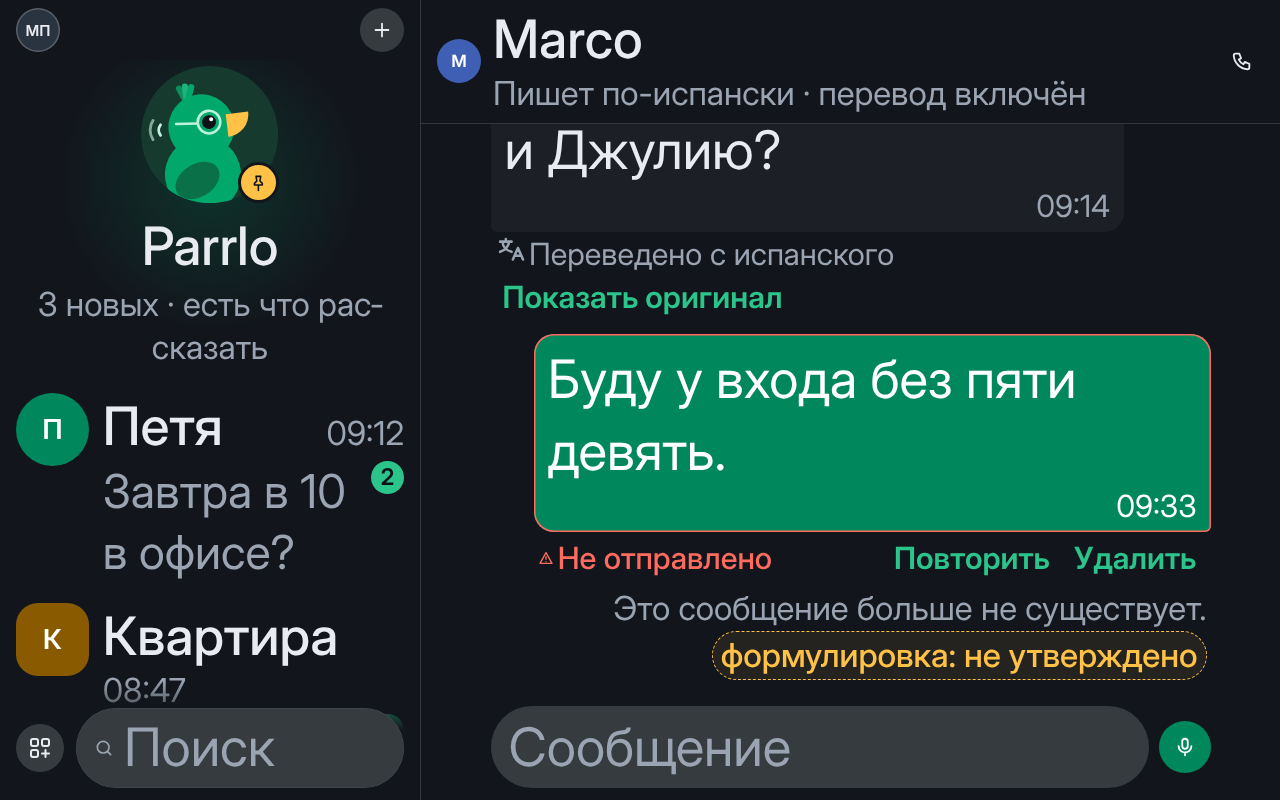 МП
Parrlo
3 новых · есть что рас-
сказать
П
Петя
09:12
Завтра в 10
в офисе?
2
К
Квартира
08:47
Поиск
M
Marco
Пишет по-испански · перевод включён
и Джулию?
09:14
Переведено с испанского
Показать оригинал
Буду у входа без пяти
девять.
09:33
Не отправлено
Повторить
Удалить
Это сообщение больше не существует.
формулировка: не утверждено
Сообщение